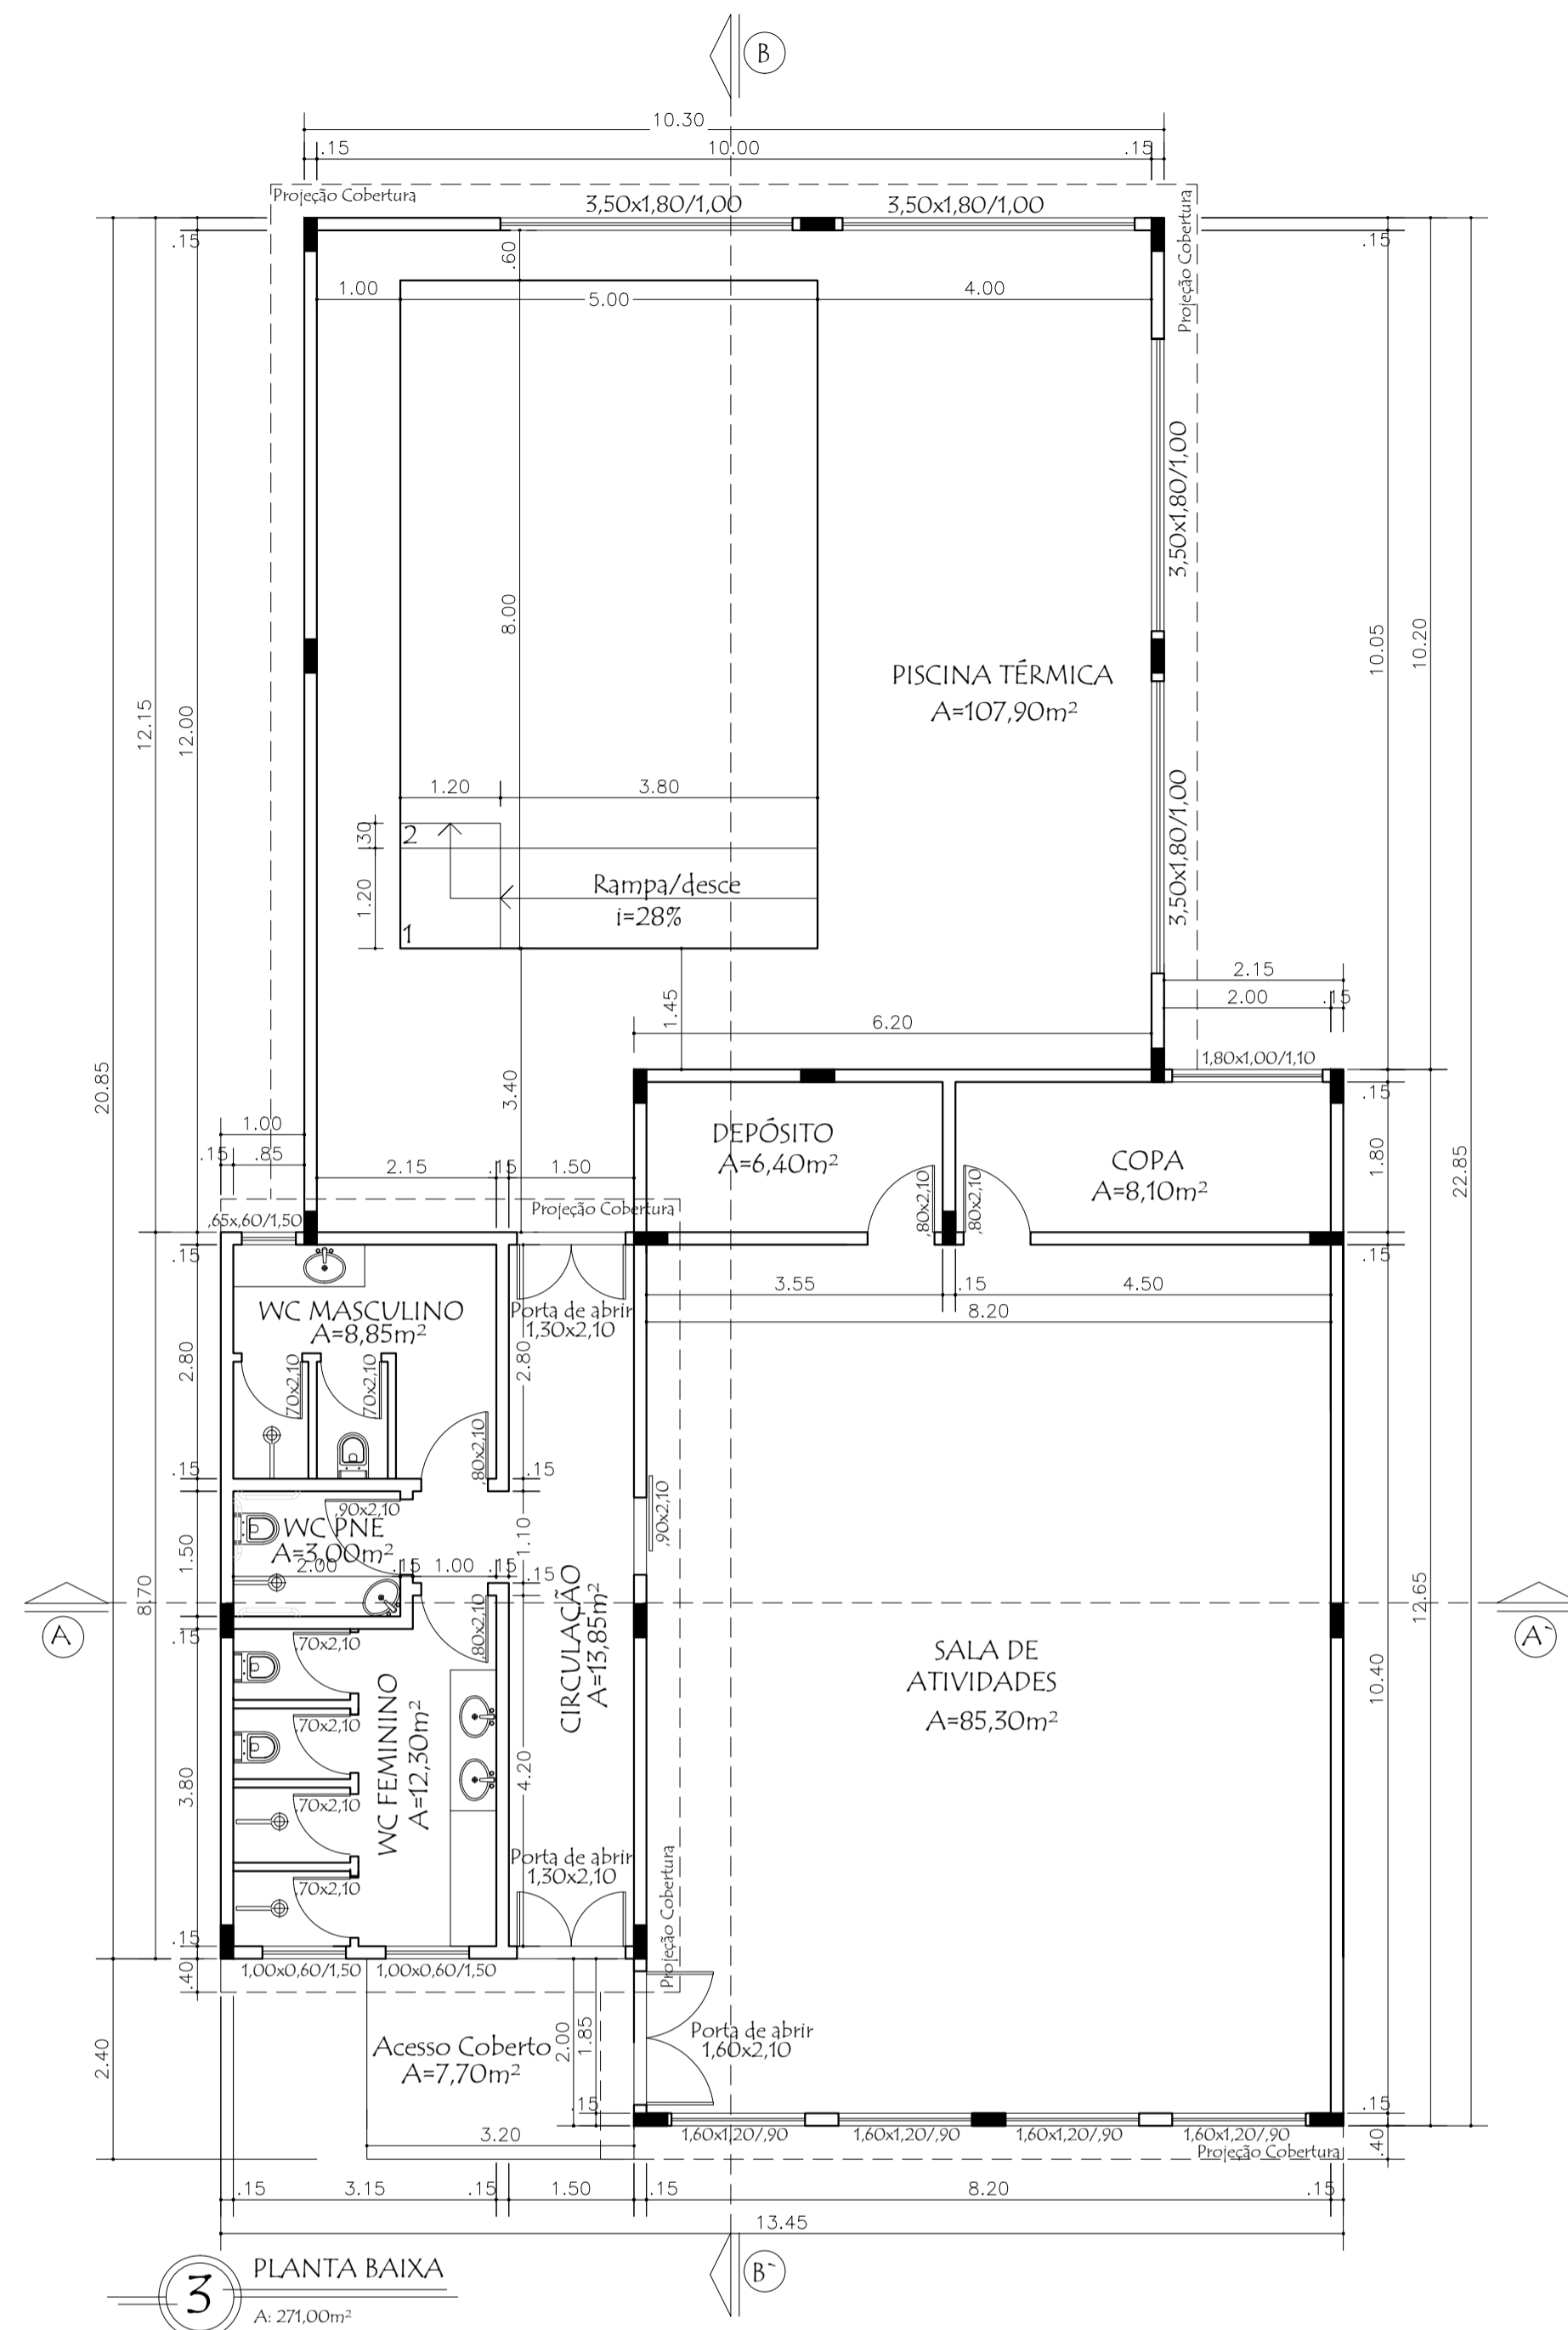 B
10.30
.15
10.00
.15
Projeção Cobertura
3,50x1,80/1,00
3,50x1,80/1,00
Projeção Cobertura
.15
.60
.15
1.00
5.00
4.00
3,50x1,80/1,00
8.00
10.05
10.20
12.15
12.00
PISCINA TÉRMICA
A=107,90m²
1.20
3.80
.30
2
1.20
Rampa/desce
i=28%
1
3,50x1,80/1,00
2.15
2.00
.15
1.45
6.20
1,80x1,00/1,10
20.85
3.40
.15
1.00
.15
.85
2.15
.15
1.50
DEPÓSITO
A=6,40m²
,80x2,10
,80x2,10
COPA
A=8,10m²
1.80
22.85
Projeção Cobertura
,65x,60/1,50
.15
.15
WC MASCULINO
A=8,85m²
Porta de abrir
1,30x2,10
3.55
.15
4.50
8.20
2.80
,70x2,10
,70x2,10
2.80
,80x2,10
.15
.15
,90x2,10
,90x2,10
WC PNE
A=3,00m²
1.50
1.10
2.00
.15
1.00
.15
.15
8.70
12.65
A
A`
.15
,70x2,10
,80x2,10
CIRCULAÇÃO
A=13,85m²
SALA DE
ATIVIDADES
A=85,30m²
10.40
,70x2,10
WC FEMININO
A=12,30m²
3.80
4.20
,70x2,10
Porta de abrir
1,30x2,10
Projeção Cobertura
,70x2,10
.15
1,00x0,60/1,50
1,00x0,60/1,50
.40
Acesso Coberto
A=7,70m²
2.00
1.85
Porta de abrir
1,60x2,10
2.40
.15
.15
3.20
1,60x1,20/,90
1,60x1,20/,90
1,60x1,20/,90
1,60x1,20/,90
.40
Projeção Cobertura
.15
3.15
.15
1.50
.15
8.20
.15
13.45
B`
3
PLANTA BAIXA
A: 271,00m²